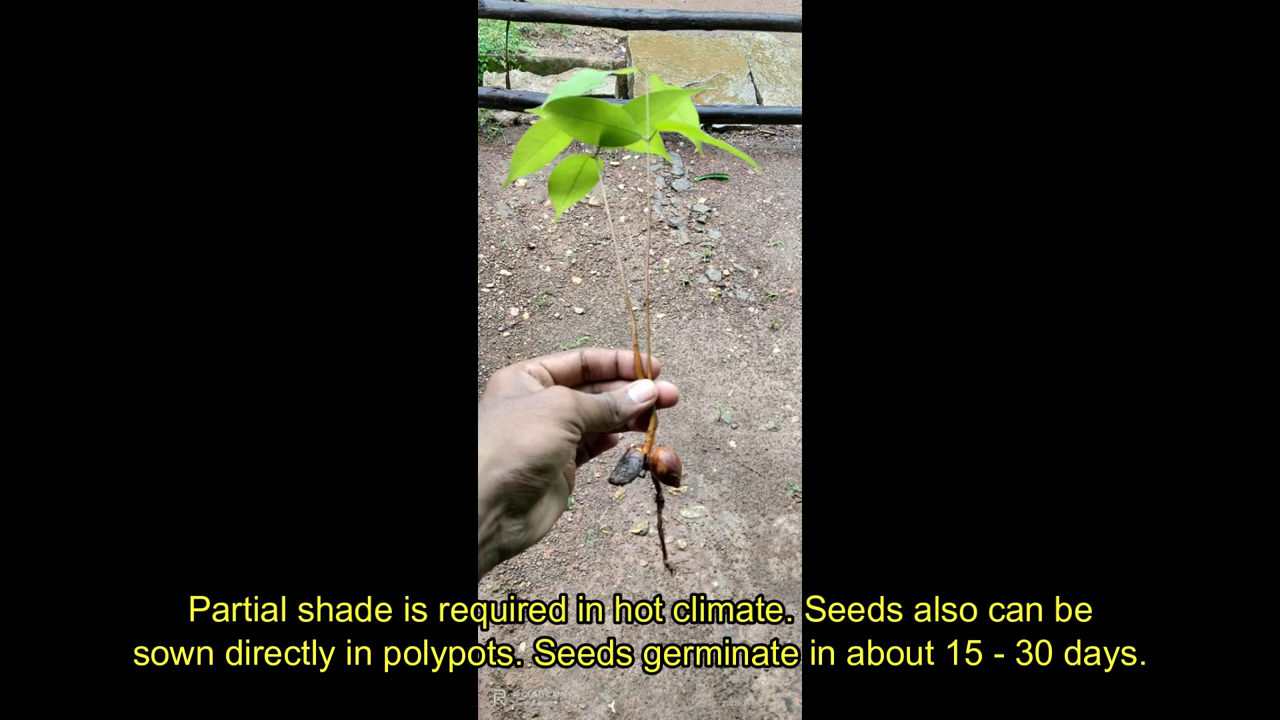 Partial shade is required in hot climate. Seeds also can be
sown directly in polypots. Seeds germinate in about 15 - 30 days.